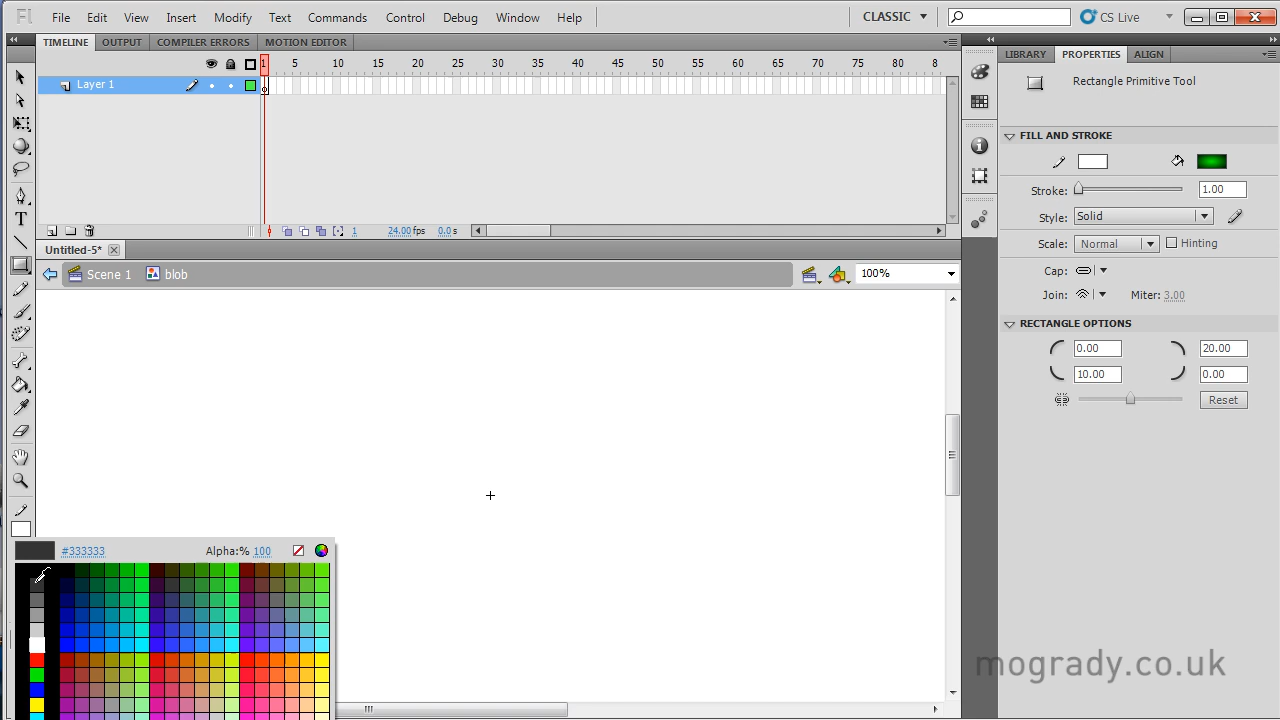 Fl File Edit View Insert Modify Text Commands Control Debug Window Help CLASSIC CS Live
TIMELINE OUTPUT COMPILER ERRORS MOTION EDITOR
LIBRARY PROPERTIES ALIGN
1 5 10 15 20 25 30 35 40 45 50 55 60 65 70 75 80 8
Layer 1
Rectangle Primitive Tool
FILL AND STROKE
Stroke: 1.00
Style: Solid
Scale: Normal Hinting
Cap:
Join: Miter: 3.00
RECTANGLE OPTIONS
0.00 20.00
10.00 0.00
Reset
1 24.00 fps 0.0 s
Untitled-5*
Scene 1 blob 100%
#333333 Alpha:% 100
mogrady.co.uk